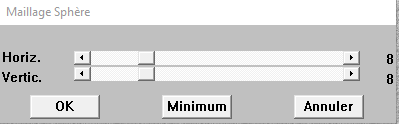 Maillage Sphère
Horiz. 8
Vertic. 8
OK Minimum Annuler